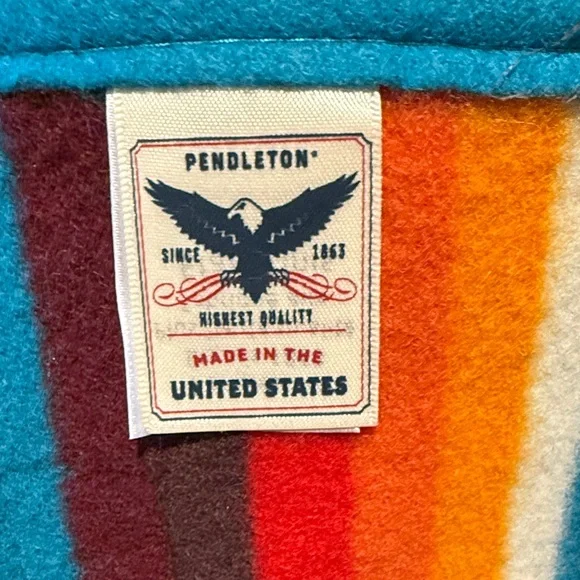 PENDLETON®
SINCE 1863
HIGHEST QUALITY
MADE IN THE
UNITED STATES